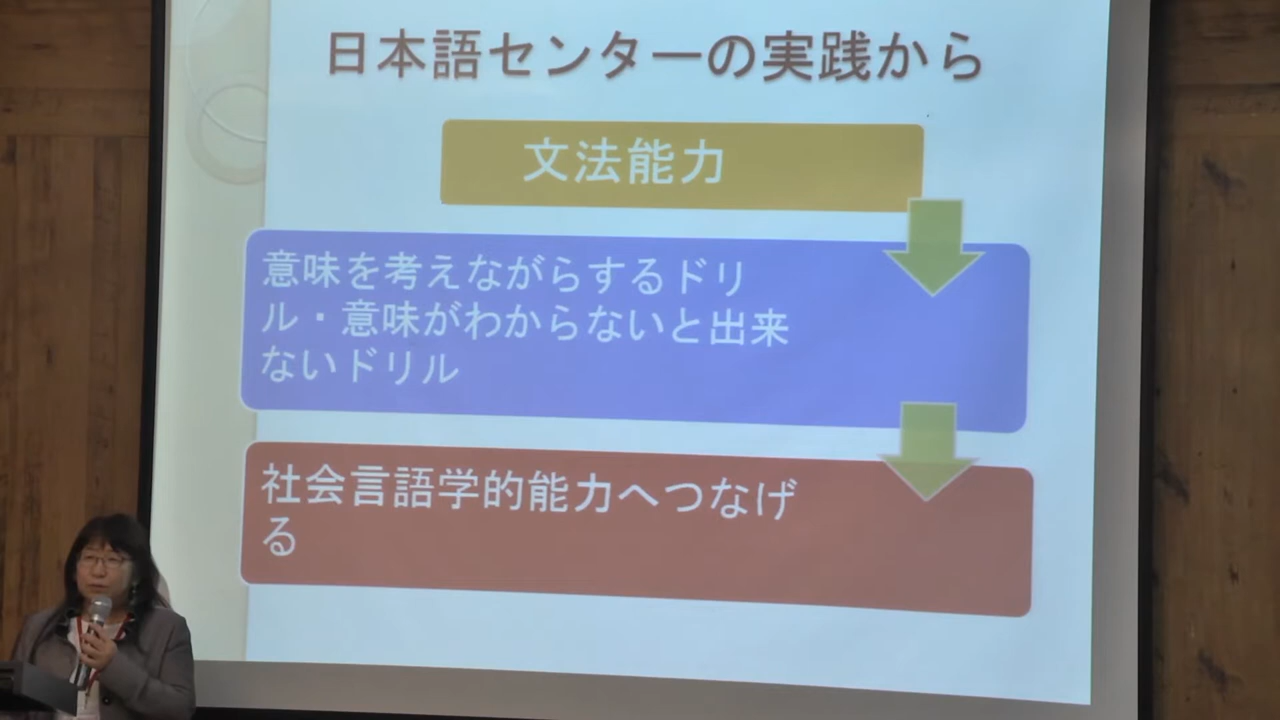 日本語センターの実践から
文法能力
意味を考えながらするドリ
ル・意味がわからないと出来
ないドリル
社会言語学的能力へつなげ
る